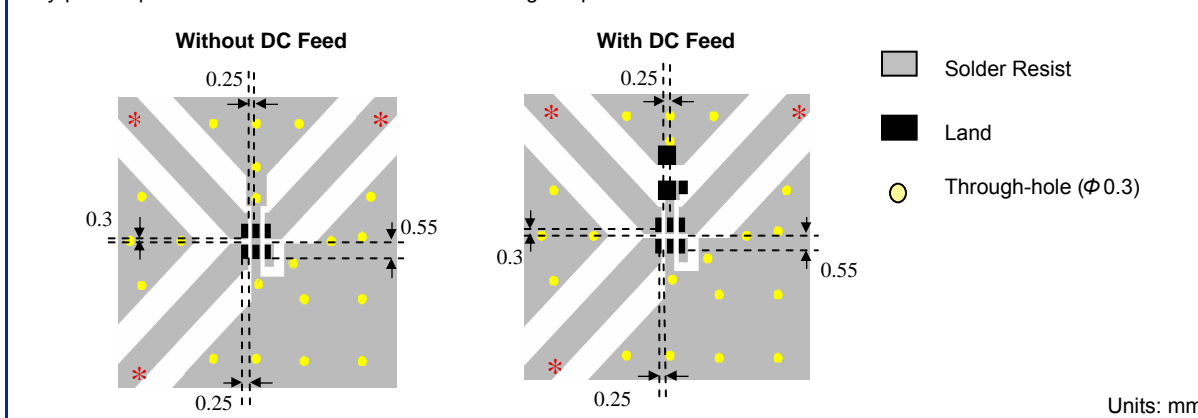 Without DC Feed
With DC Feed
0.25
0.25
Solder Resist
*
*
*
*
Land
Through-hole (Φ 0.3)
0.3
0.55
0.3
0.55
*
*
0.25
0.25
Units: mm